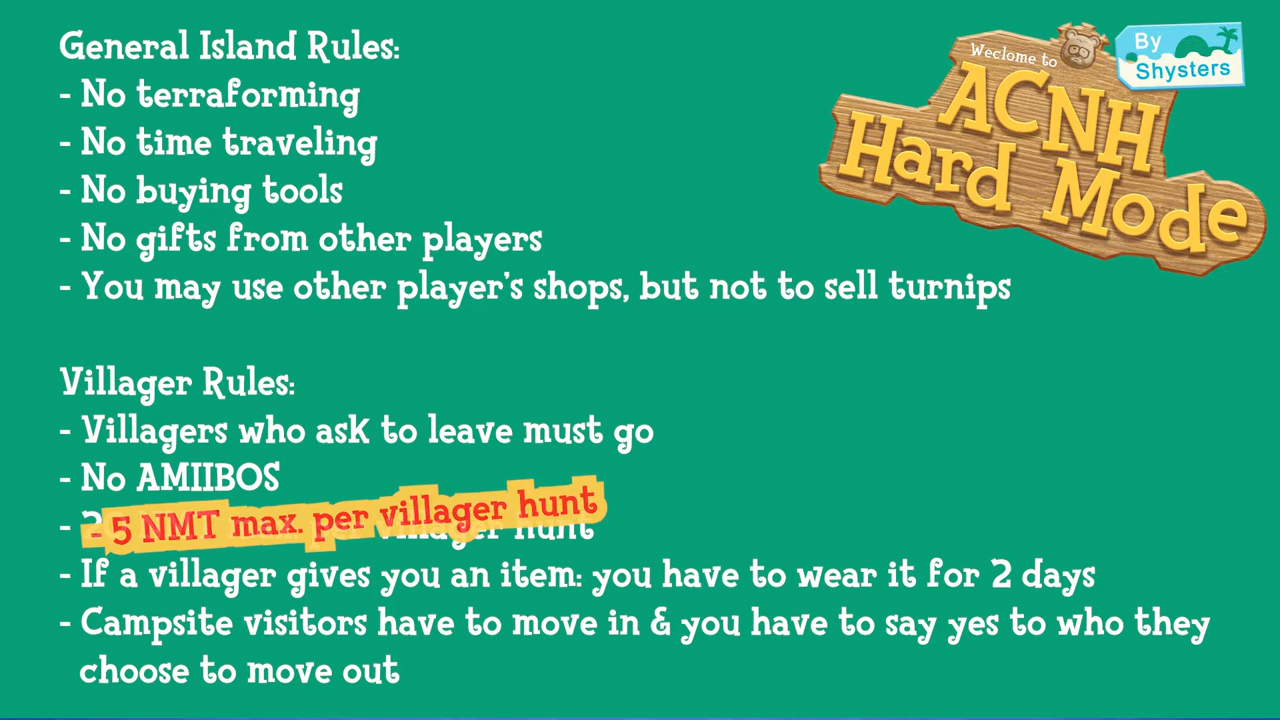 General Island Rules:
- No terraforming
- No time traveling
- No buying tools
- No gifts from other players
- You may use other player's shops, but not to sell turnips
Weclome to
ACNH
Hard Mode
By
Shysters
Villager Rules:
- Villagers who ask to leave must go
- No AMIIBOS
- 5 NMT max. per villager hunt
- If a villager gives you an item: you have to wear it for 2 days
- Campsite visitors have to move in & you have to say yes to who they
choose to move out